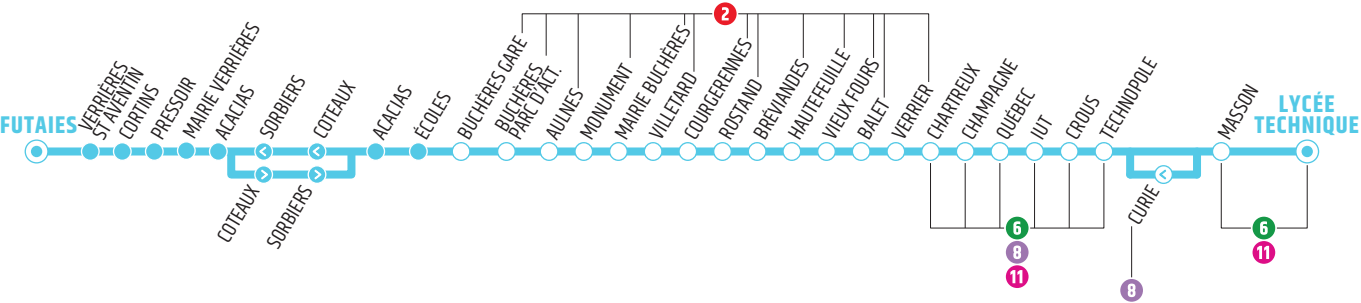 2
FUTAIES
VERRIÈRES
ST AVENTIN
CORTINS
PRESSOIR
MAIRIE VERRIÈRES
ACACIAS
SORBIERS
COTEAUX
COTEAUX
SORBIERS
ACACIAS
ÉCOLES
BUCHÈRES GARE
BUCHÈRES
PARC D'ACT.
AULNES
MONUMENT
MAIRIE BUCHÈRES
VILLETARD
COURGERENNES
ROSTAND
BRÉVIANDES
HAUTEFEUILLE
VIEUX FOURS
BALET
VERRIER
CHARTREUX
CHAMPAGNE
QUÉBEC
IUT
CROUS
TECHNOPOLE
CURIE
MASSON
LYCÉE
TECHNIQUE
6
8
11
8
6
11